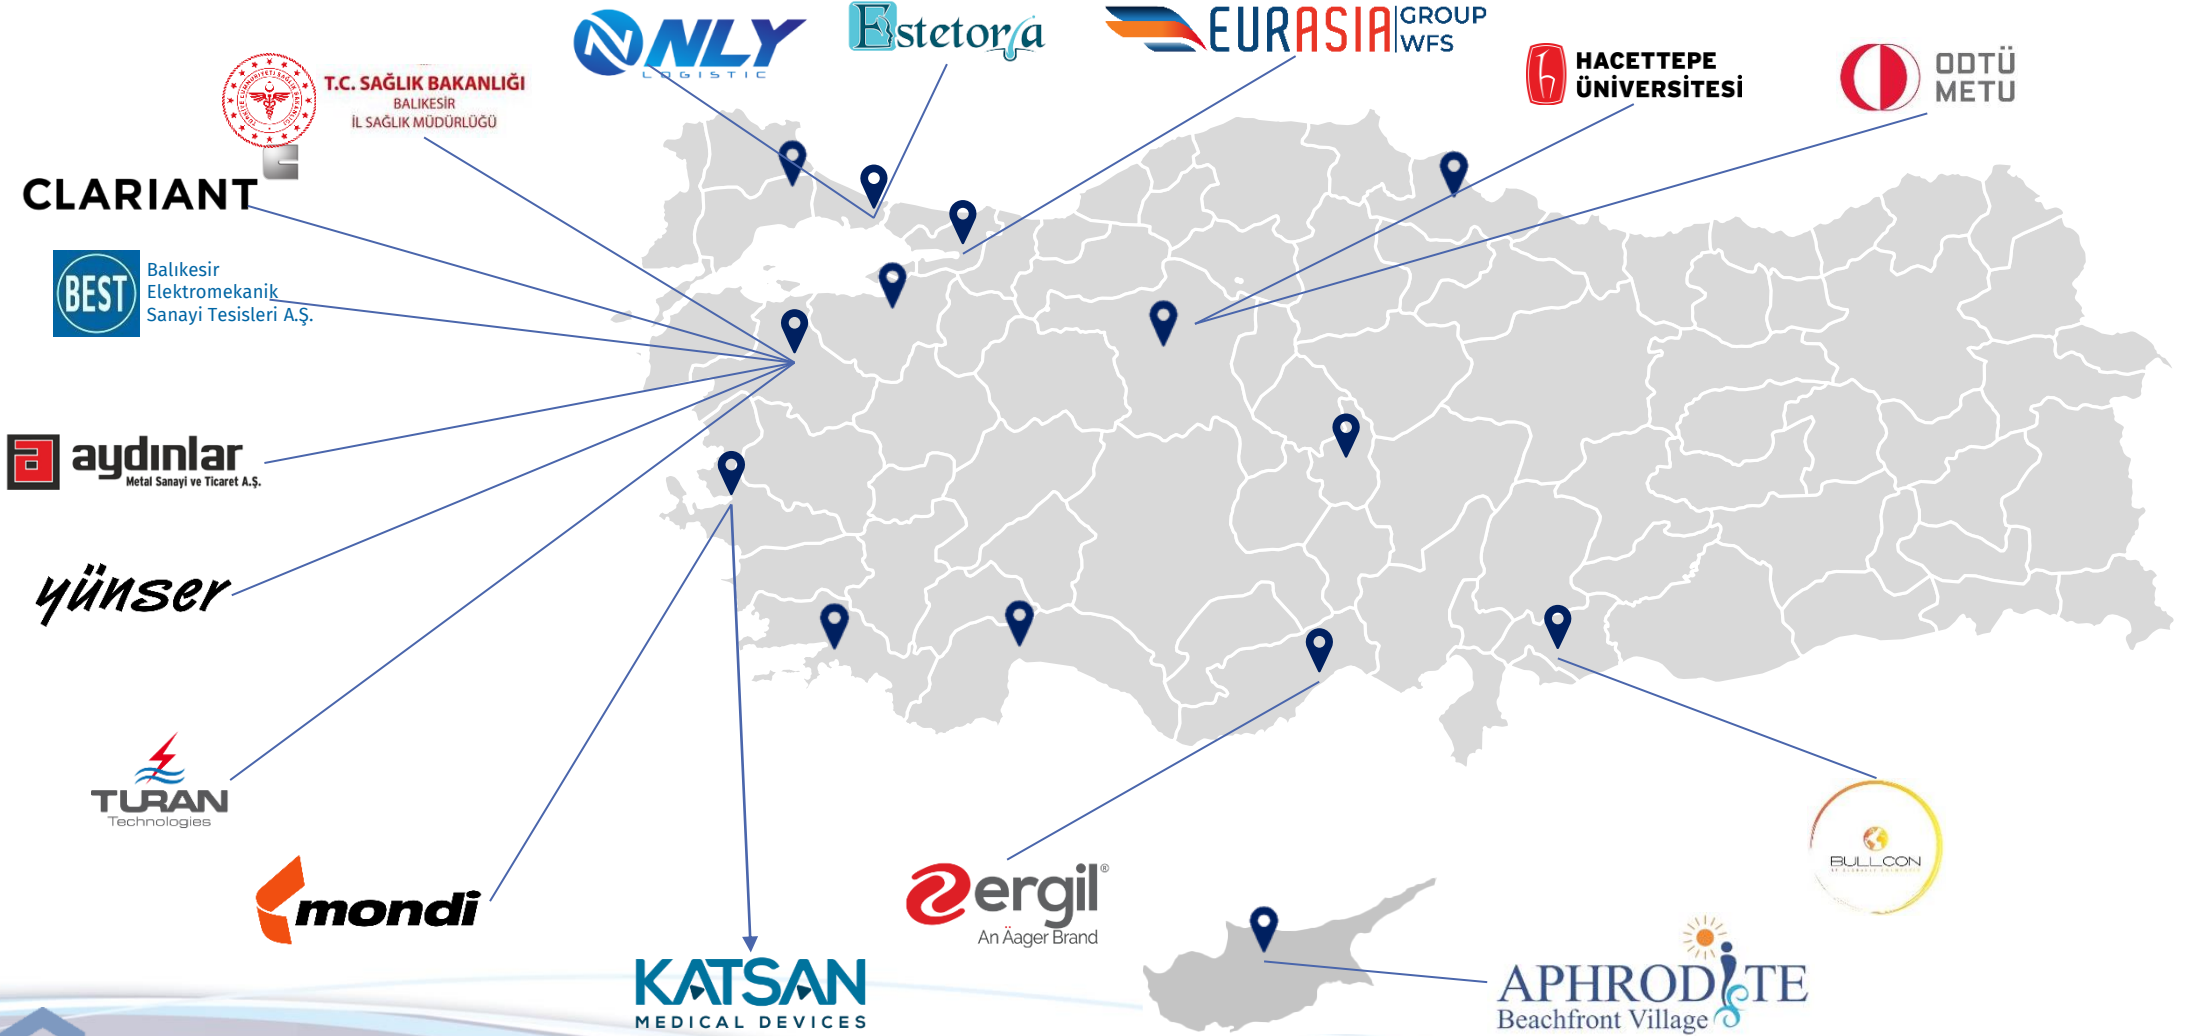 NLY
LOGISTIC
Estetoria
EURASIA
GROUP
WFS
HACETTEPE
ÜNİVERSİTESİ
ODTÜ
METU
T.C. SAĞLIK BAKANLIĞI
BALIKESİR
İL SAĞLIK MÜDÜRLÜĞÜ
CLARIANT
BEST
Balıkesir
Elektromekanik
Sanayi Tesisleri A.Ş.
a
aydınlar
Metal Sanayi ve Ticaret A.Ş.
yünser
TURAN
Technologies
mondi
KATSAN
MEDICAL DEVICES
ergil®
An Äager Brand
BULLCON
APHRODITE
Beachfront Village